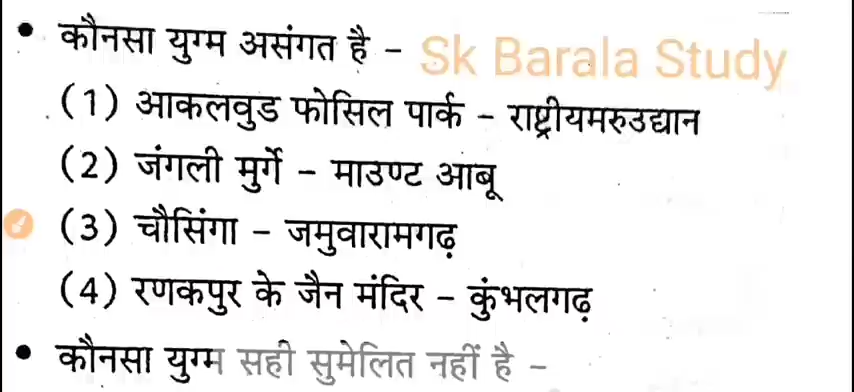 • कौनसा युग्म असंगत है – Sk Barala Study
(1) आकलवुड फोसिल पार्क – राष्ट्रीयमरुउद्यान
(2) जंगली मुर्गे – माउण्ट आबू
(3) चौसिंगा – जमुवारामगढ़
(4) रणकपुर के जैन मंदिर – कुंभलगढ़
• कौनसा युग्म सही सुमेलित नहीं है –